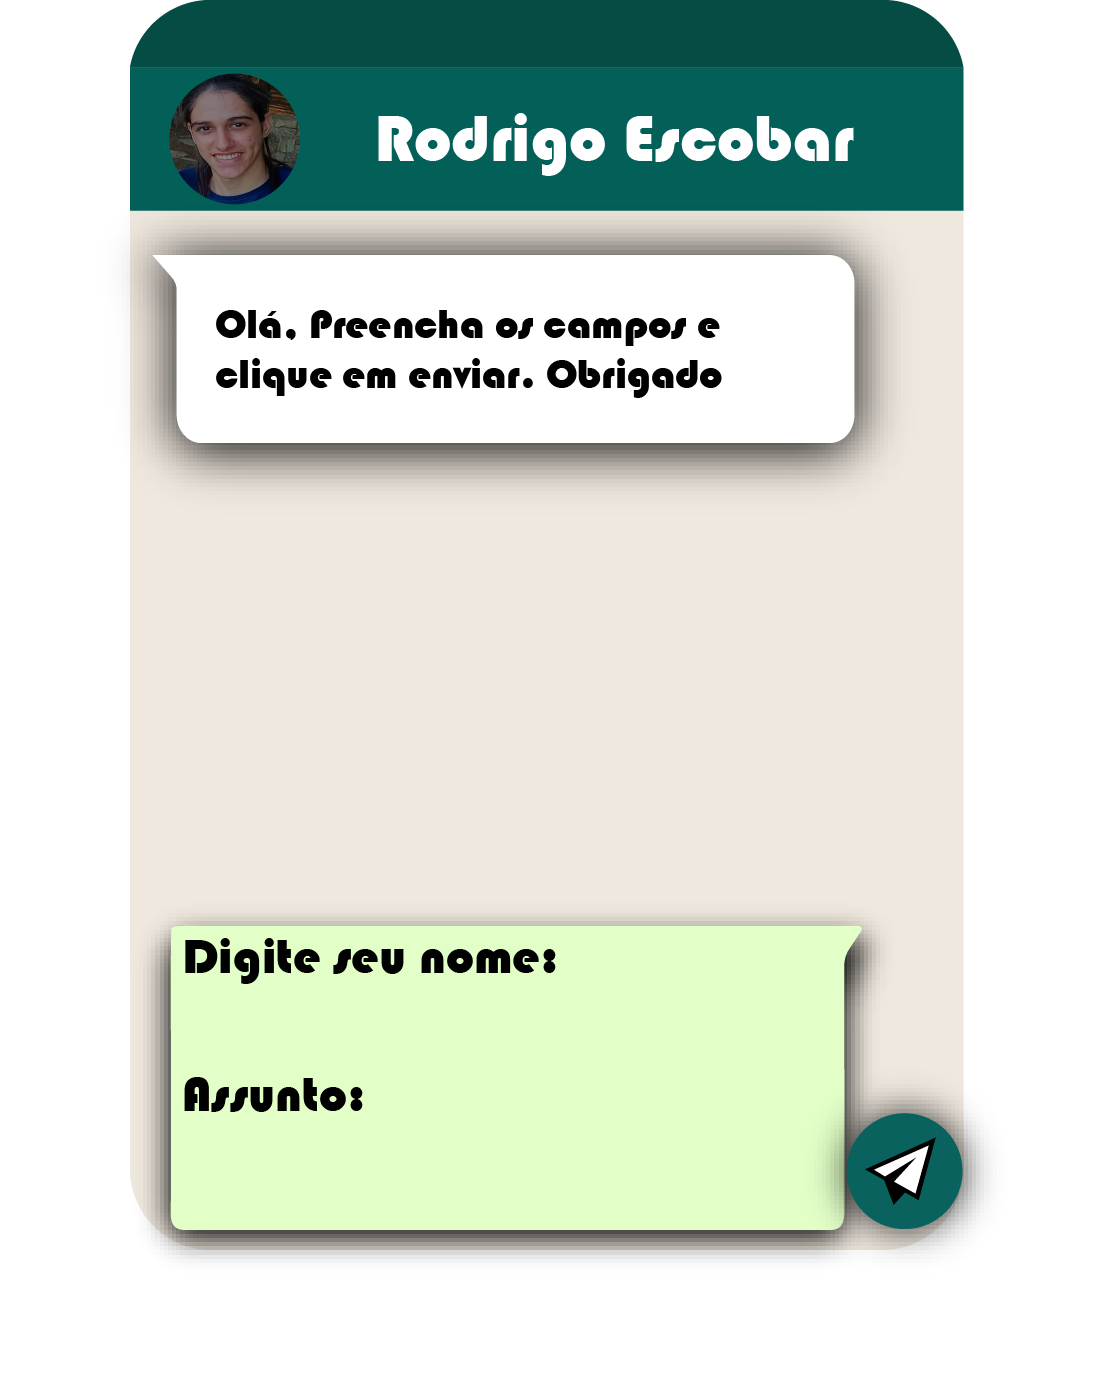 Rodrigo Escobar
Olá, Preencha os campos e
clique em enviar. Obrigado
Digite seu nome:
Assunto: